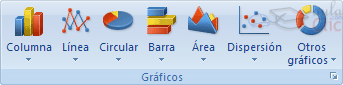 Columna Línea Circular Barra Área Dispersión Otros
gráficos
Gráficos